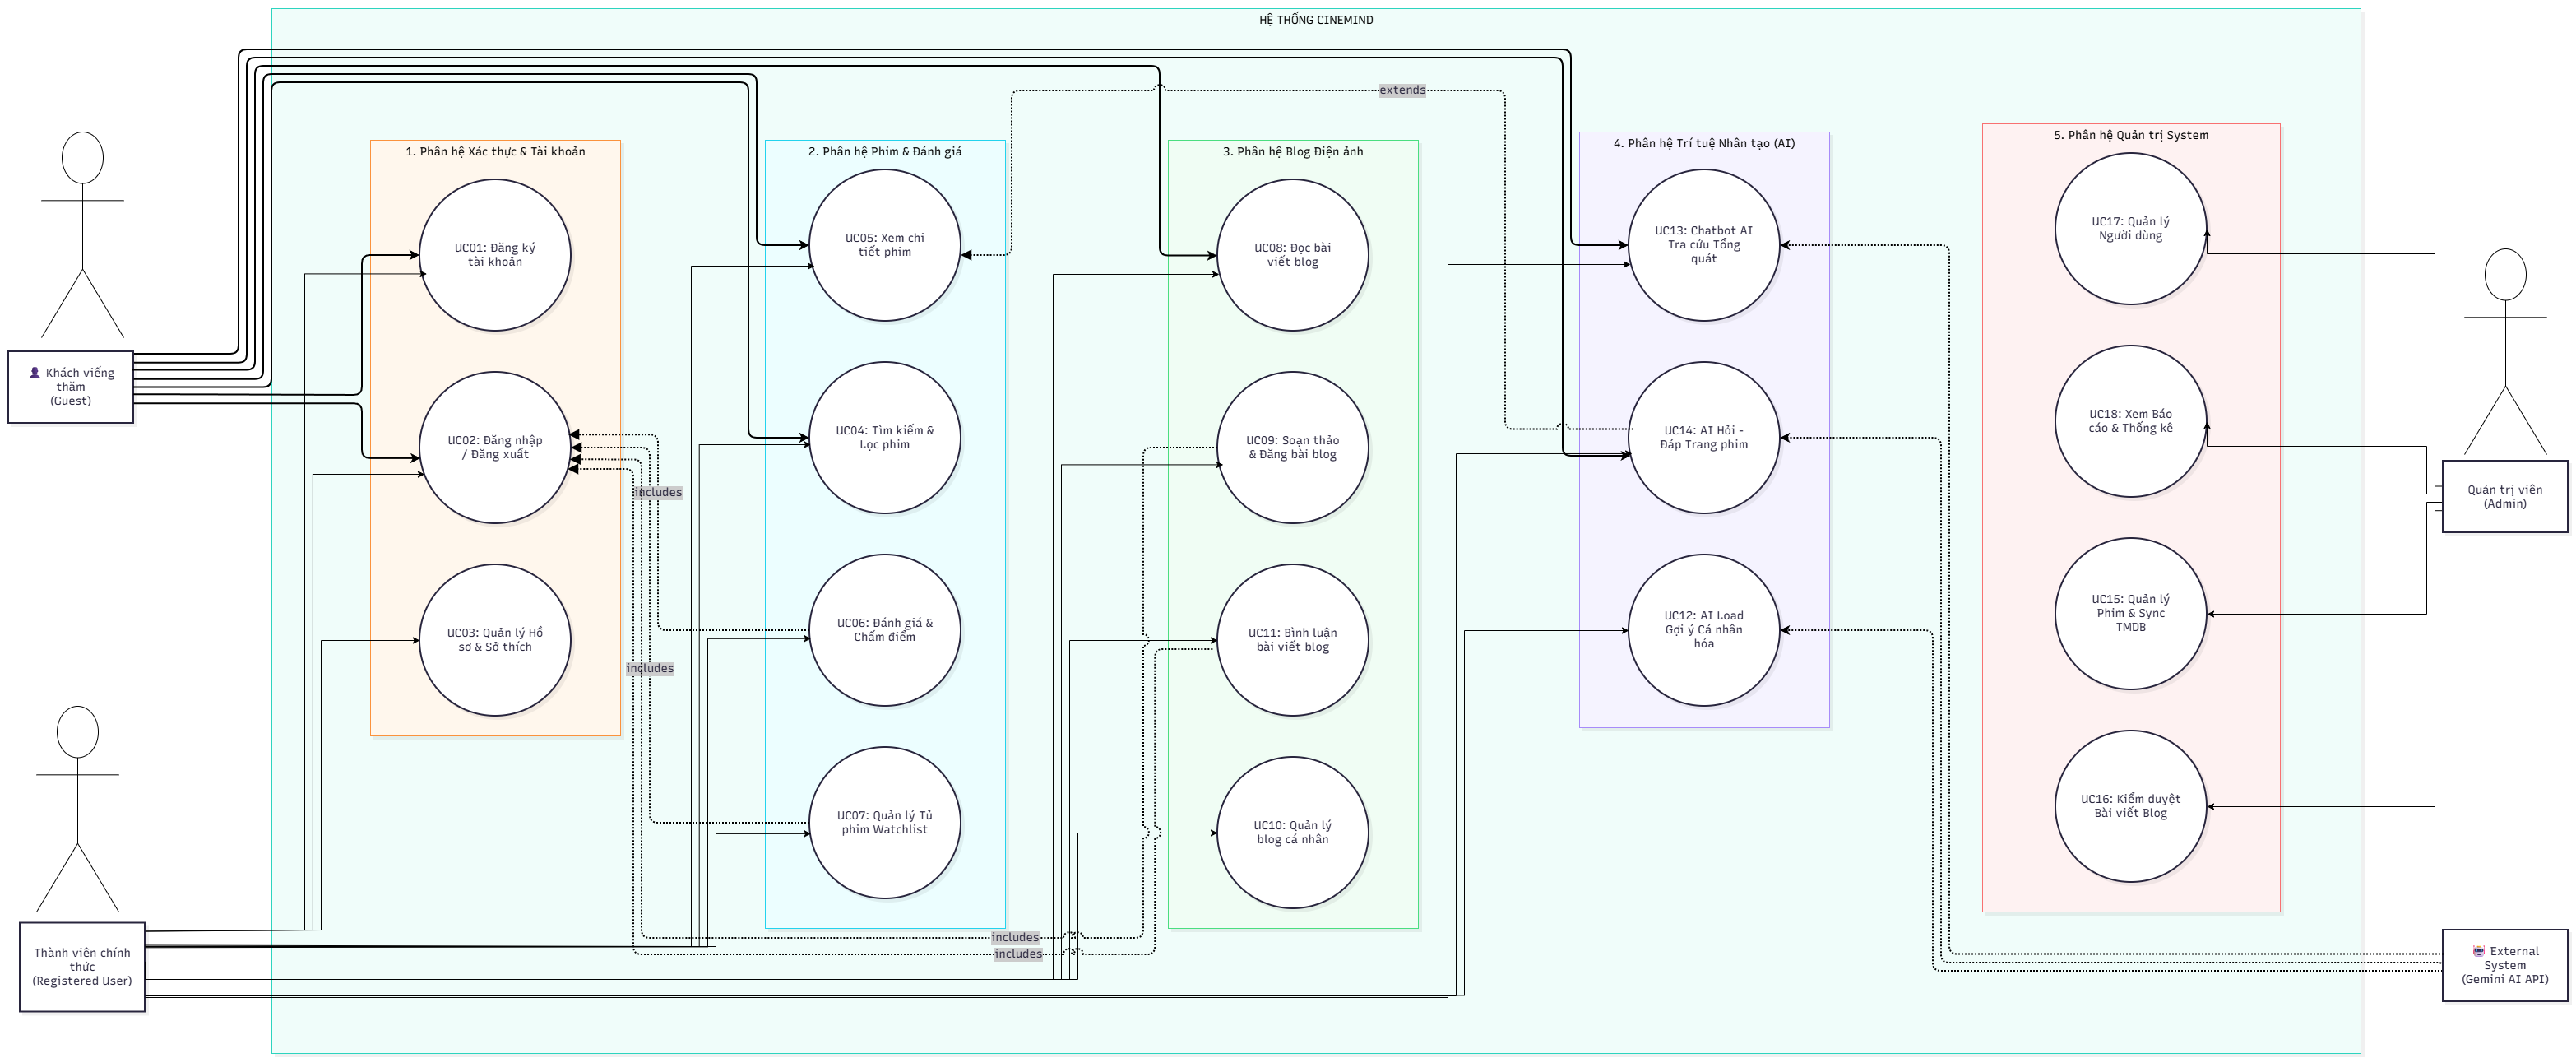 HỆ THỐNG CINEMIND
extends
1. Phân hệ Xác thực & Tài khoản
UC01: Đăng ký
tài khoản
UC02: Đăng nhập
/ Đăng xuất
UC03: Quản lý Hồ
sơ & Sở thích
2. Phân hệ Phim & Đánh giá
UC05: Xem chi
tiết phim
UC04: Tìm kiếm &
Lọc phim
UC06: Đánh giá &
Chấm điểm
UC07: Quản lý Tủ
phim Watchlist
3. Phân hệ Blog Điện ảnh
UC08: Đọc bài
viết blog
UC09: Soạn thảo
& Đăng bài blog
UC11: Bình luận
bài viết blog
UC10: Quản lý
blog cá nhân
4. Phân hệ Trí tuệ Nhân tạo (AI)
UC13: Chatbot AI
Tra cứu Tổng
quát
UC14: AI Hỏi -
Đáp Trang phim
UC12: AI Load
Gợi ý Cá nhân
hóa
5. Phân hệ Quản trị System
UC17: Quản lý
Người dùng
UC18: Xem Báo
cáo & Thống kê
UC15: Quản lý
Phim & Sync
TMDB
UC16: Kiểm duyệt
Bài viết Blog
Khách viếng
thăm
(Guest)
Thành viên chính
thức
(Registered User)
Quản trị viên
(Admin)
External
System
(Gemini AI API)
includes
includes
includes
includes